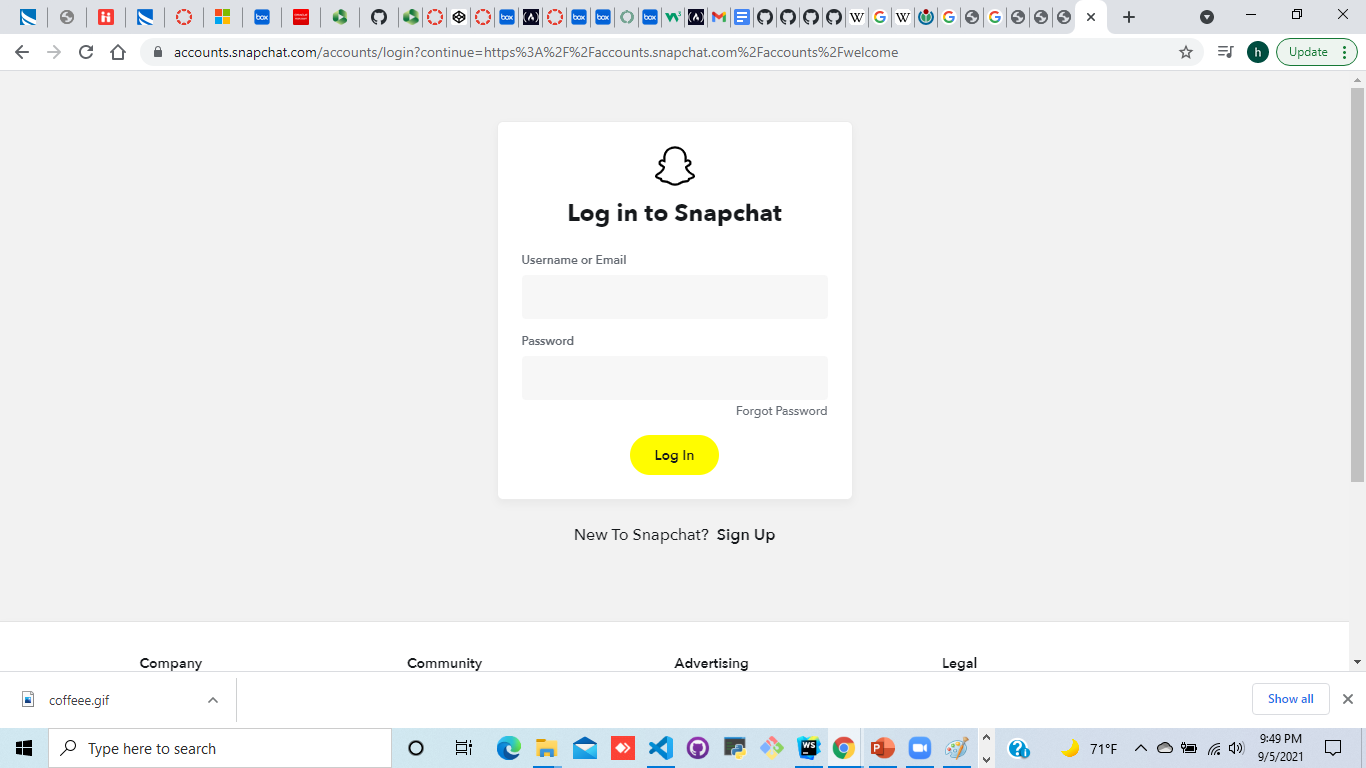 accounts.snapchat.com/accounts/login?continue=https%3A%2F%2Faccounts.snapchat.com%2Faccounts%2Fwelcome
h
Update
Log in to Snapchat
Username or Email
Password
Forgot Password
Log In
New To Snapchat? Sign Up
Company Community Advertising Legal
coffeee.gif
Show all
Type here to search
71°F
9:49 PM
9/5/2021